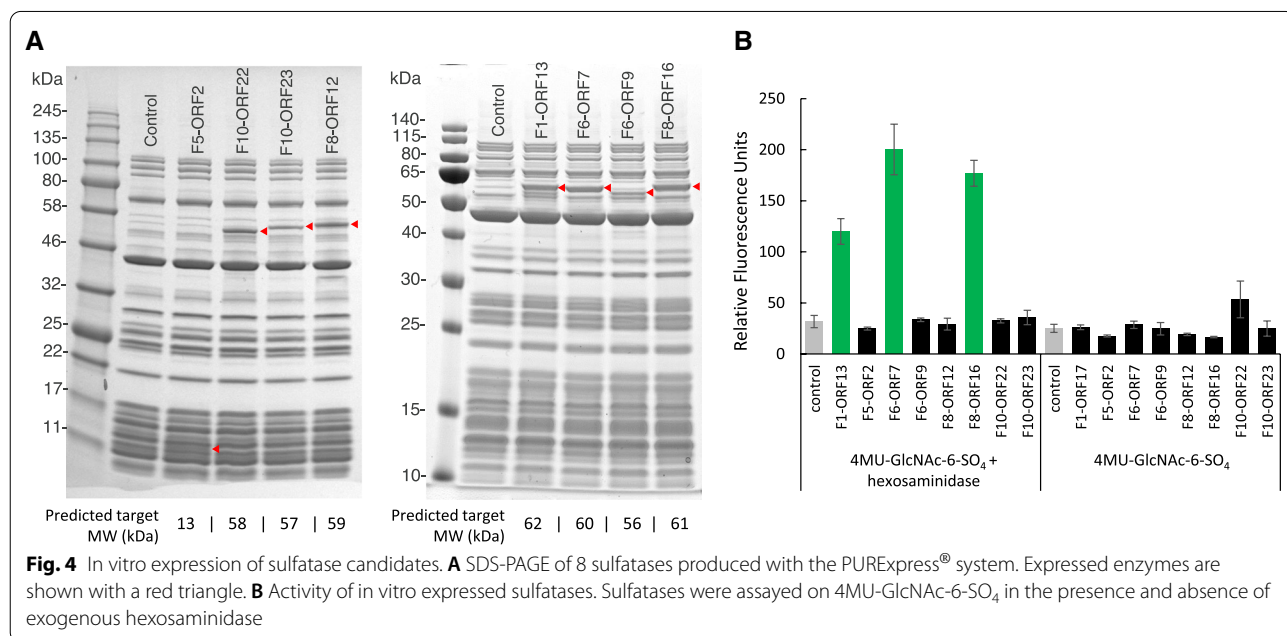 A
kDa
Control
F5-ORF2
F10-ORF22
F10-ORF23
F8-ORF12
245-
135-
100-
80-
58-
46-
32-
25-
22-
17-
11-
Predicted target
MW (kDa)
13 | 58 | 57 | 59
kDa
Control
F1-ORF13
F6-ORF7
F6-ORF9
F8-ORF16
140-
115-
80-
65-
50-
40-
30-
25-
15-
10-
Predicted target
MW (kDa)
62 | 60 | 56 | 61
B
Relative Fluorescence Units
250
200
150
100
50
0
control
F1-ORF13
F5-ORF2
F6-ORF7
F6-ORF9
F8-ORF12
F8-ORF16
F10-ORF22
F10-ORF23
control
F1-ORF17
F5-ORF2
F6-ORF7
F6-ORF9
F8-ORF12
F8-ORF16
F10-ORF22
F10-ORF23
4MU-GlcNAc-6-SO₄ +
hexosaminidase
4MU-GlcNAc-6-SO₄
Fig. 4 In vitro expression of sulfatase candidates. A SDS-PAGE of 8 sulfatases produced with the PURExpress® system. Expressed enzymes are
shown with a red triangle. B Activity of in vitro expressed sulfatases. Sulfatases were assayed on 4MU-GlcNAc-6-SO₄ in the presence and absence of
exogenous hexosaminidase